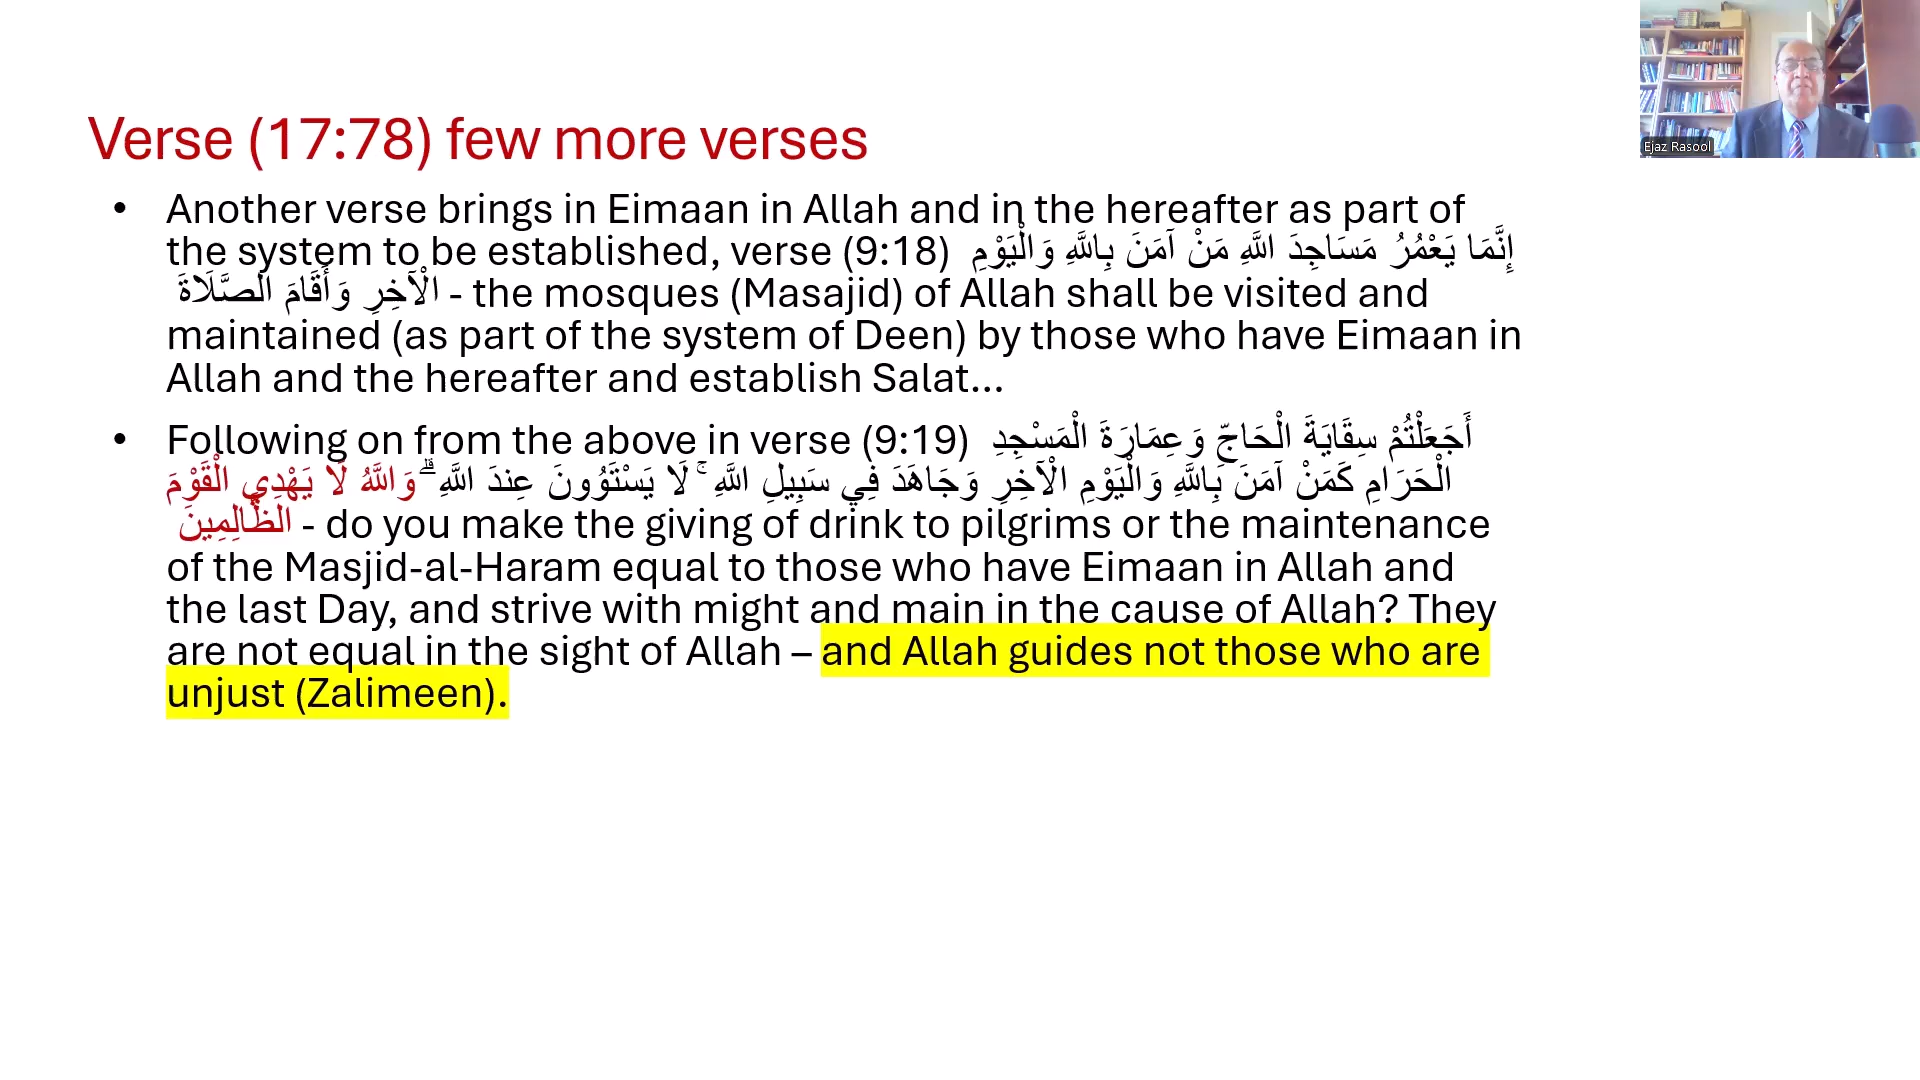 Ejaz Rasool
Verse (17:78) few more verses
• Another verse brings in Eimaan in Allah and in the hereafter as part of
the system to be established, verse (9:18) إِنَّمَا يَعْمُرُ مَسَاجِدَ اللَّهِ مَنْ آمَنَ بِاللَّهِ وَالْيَوْمِ
الْآخِرِ وَأَقَامَ الصَّلَاةَ - the mosques (Masajid) of Allah shall be visited and
maintained (as part of the system of Deen) by those who have Eimaan in
Allah and the hereafter and establish Salat...
• Following on from the above in verse (9:19) أَجَعَلْتُمْ سِقَايَةَ الْحَاجِّ وَعِمَارَةَ الْمَسْجِدِ
الْحَرَامِ كَمَنْ آمَنَ بِاللَّهِ وَالْيَوْمِ الْآخِرِ وَجَاهَدَ فِي سَبِيلِ اللَّهِ ۚ لَا يَسْتَوُونَ عِندَ اللَّهِ ۗ وَاللَّهُ لَا يَهْدِي الْقَوْمَ
الظَّالِمِينَ - do you make the giving of drink to pilgrims or the maintenance
of the Masjid-al-Haram equal to those who have Eimaan in Allah and
the last Day, and strive with might and main in the cause of Allah? They
are not equal in the sight of Allah – and Allah guides not those who are
unjust (Zalimeen).